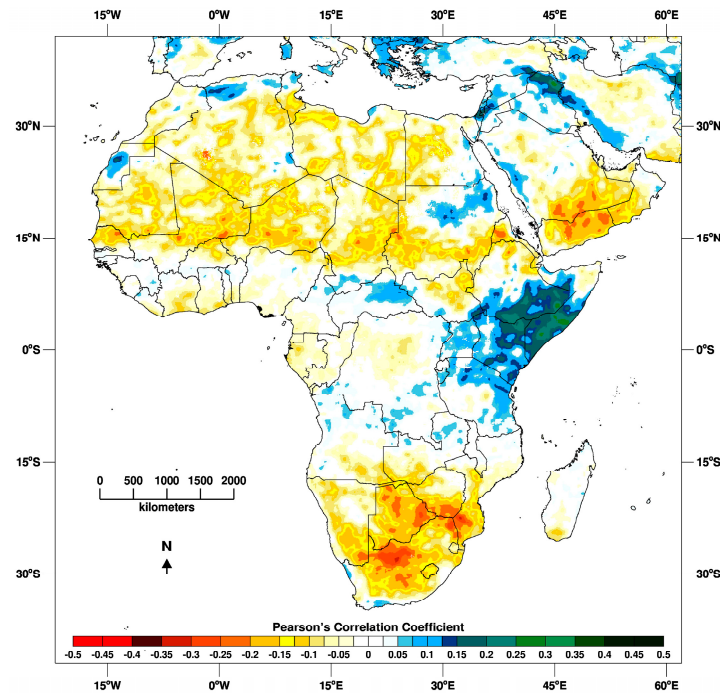 15°W 0°W 15°E 30°E 45°E 60°E
30°N 30°N
15°N 15°N
0°S 0°S
15°S 15°S
0 500 1000 1500 2000
kilometers
N
30°S 30°S
Pearson's Correlation Coefficient
-0.5 -0.45 -0.4 -0.35 -0.3 -0.25 -0.2 -0.15 -0.1 -0.05 0 0.05 0.1 0.15 0.2 0.25 0.3 0.35 0.4 0.45 0.5
15°W 0°W 15°E 30°E 45°E 60°E